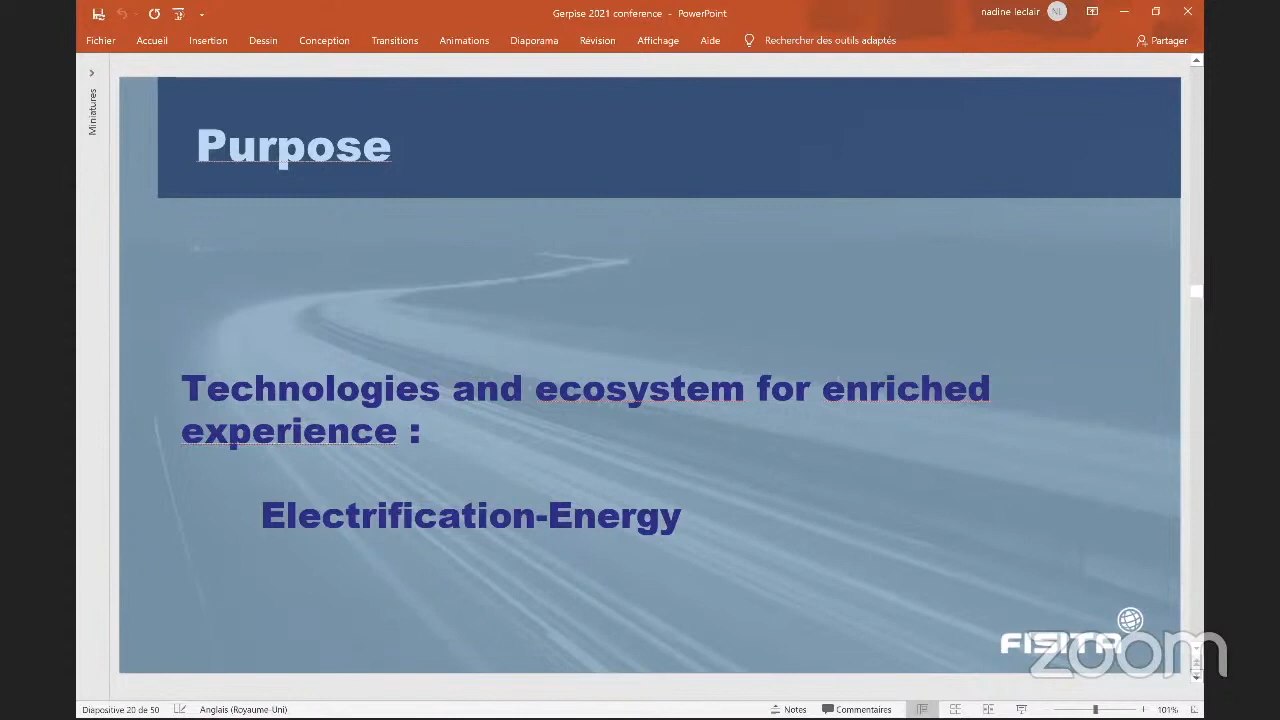 Gerpise 2021 conference - PowerPoint
nadine leclair
NL
Fichier
Accueil
Insertion
Dessin
Conception
Transitions
Animations
Diaporama
Révision
Affichage
Aide
Rechercher des outils adaptés
Partager
Miniatures
Purpose
Technologies and ecosystem for enriched
experience :
Electrification-Energy
FISITA
zoom
Diapositive 20 de 50
Anglais (Royaume-Uni)
Notes
Commentaires
101%